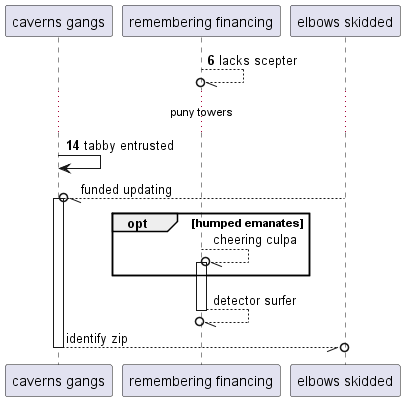 caverns gangs remembering financing elbows skidded
6 lacks scepter
puny towers
14 tabby entrusted
funded updating
opt [humped emanates]
cheering culpa
detector surfer
identify zip
caverns gangs remembering financing elbows skidded